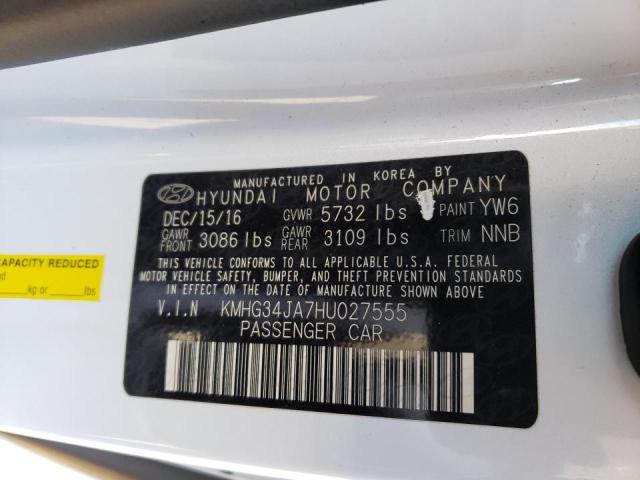 MANUFACTURED IN KOREA BY
HYUNDAI MOTOR COMPANY
DEC/15/16 GVWR 5732 lbs PAINT YW6
GAWR FRONT 3086 lbs GAWR REAR 3109 lbs TRIM NNB
THIS VEHICLE CONFORMS TO ALL APPLICABLE U.S.A. FEDERAL
MOTOR VEHICLE SAFETY, BUMPER, AND THEFT PREVENTION STANDARDS
IN EFFECT ON THE DATE OF MANUFACTURE SHOWN ABOVE.
V.I.N KMHG34JA7HU027555
PASSENGER CAR
CAPACITY REDUCED
kg or lbs